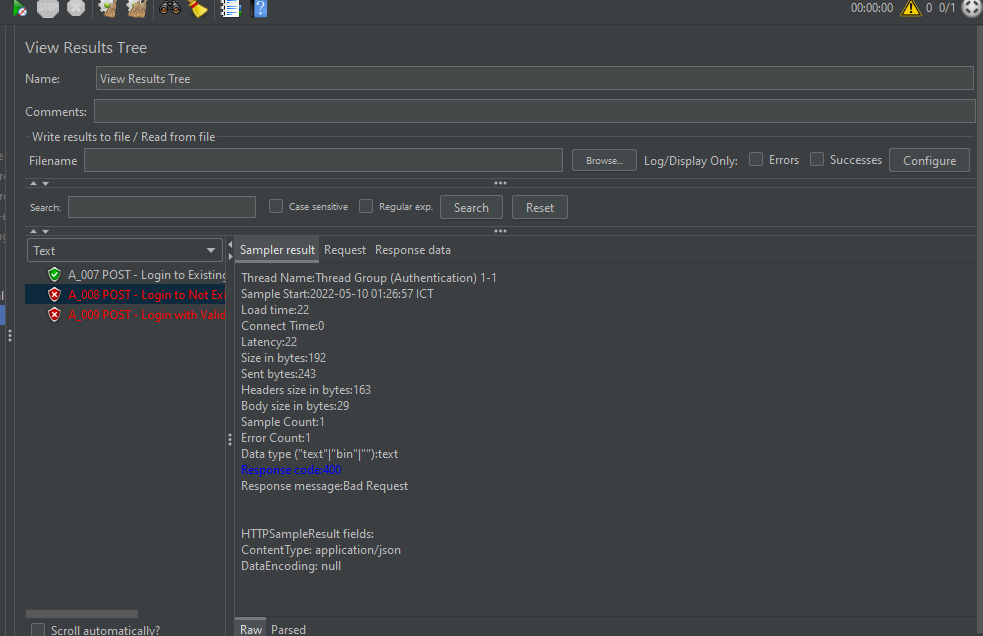 STOP
?
00:00:00 0 0/1
View Results Tree
Name: View Results Tree
Comments:
Write results to file / Read from file
Filename Browse... Log/Display Only: Errors Successes Configure
Search: Case sensitive Regular exp. Search Reset
Text
Sampler result Request Response data
A_007 POST - Login to Existing
A_008 POST - Login to Not Exi
A_009 POST - Login with Valid
Thread Name:Thread Group (Authentication) 1-1
Sample Start:2022-05-10 01:26:57 ICT
Load time:22
Connect Time:0
Latency:22
Size in bytes:192
Sent bytes:243
Headers size in bytes:163
Body size in bytes:29
Sample Count:1
Error Count:1
Data type ("text"|"bin"|""):text
Response code:400
Response message:Bad Request
HTTPSampleResult fields:
ContentType: application/json
DataEncoding: null
Scroll automatically?
Raw Parsed